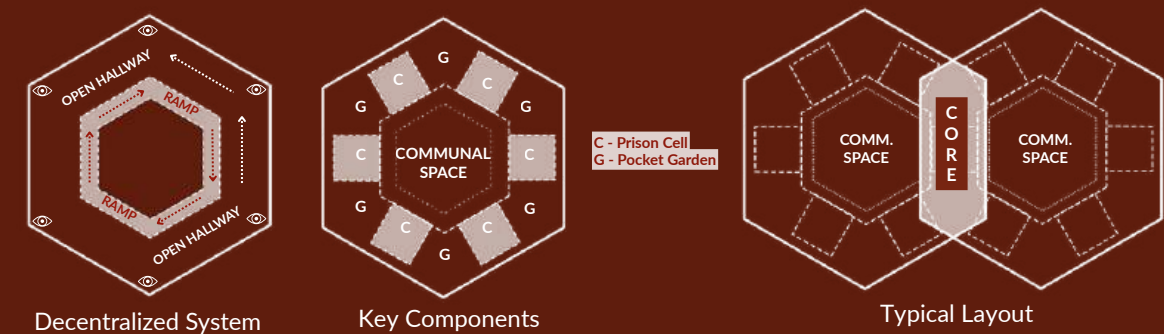 OPEN HALLWAY
RAMP
RAMP
OPEN HALLWAY
Decentralized System
G
C
C
G
G
C
COMMUNAL
SPACE
C
G
G
C
C
G
Key Components
C - Prison Cell
G - Pocket Garden
COMM.
SPACE
CORE
COMM.
SPACE
Typical Layout